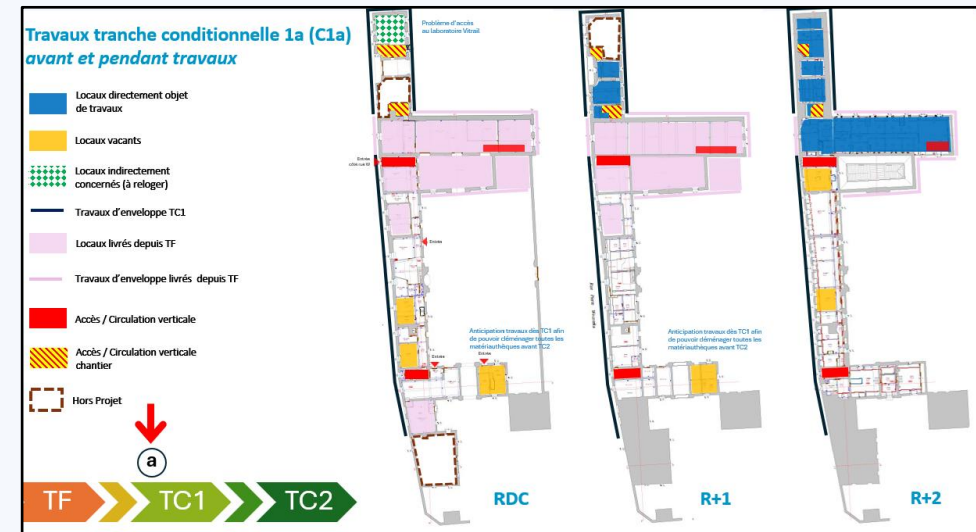 Travaux tranche conditionnelle 1a (C1a)
avant et pendant travaux
Locaux directement objet
de travaux
Locaux vacants
Locaux indirectement
concernés (à reloger)
Travaux d'enveloppe TC1
Locaux livrés depuis TF
Travaux d'enveloppe livrés depuis TF
Accès / Circulation verticale
Accès / Circulation verticale
chantier
Hors Projet
a
TF
TC1
TC2
Problème d'accès
au laboratoire Vitrail
Entrée
Entrée
Anticipation travaux dès TC1 afin
de pouvoir déménager toutes les
matériauthèques avant TC2
Entrée
Entrée
RDC
Anticipation travaux dès TC1 afin
de pouvoir déménager toutes les
matériauthèques avant TC2
R+1
R+2